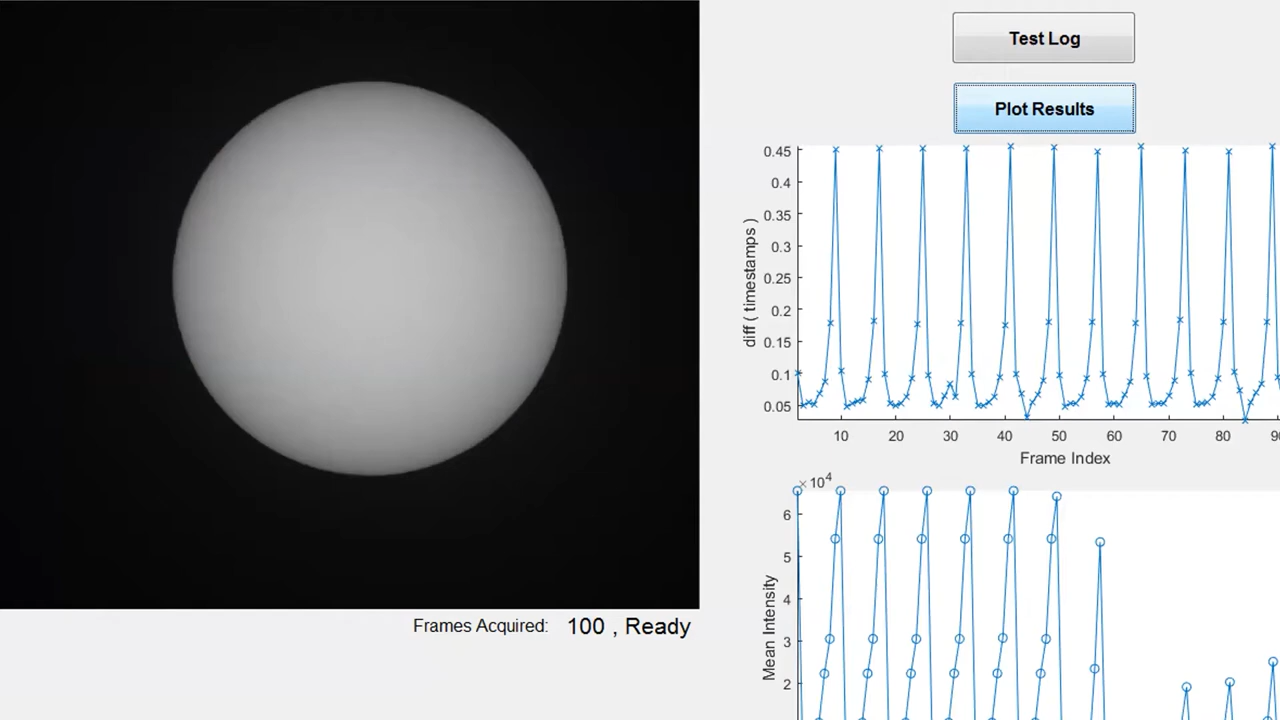 Test Log
Plot Results
0.45
0.4
0.35
0.3
0.25
0.2
0.15
0.1
0.05
diff ( timestamps )
10 20 30 40 50 60 70 80 90
Frame Index
× 10^4
6
5
4
3
2
Mean Intensity
Frames Acquired: 100 , Ready